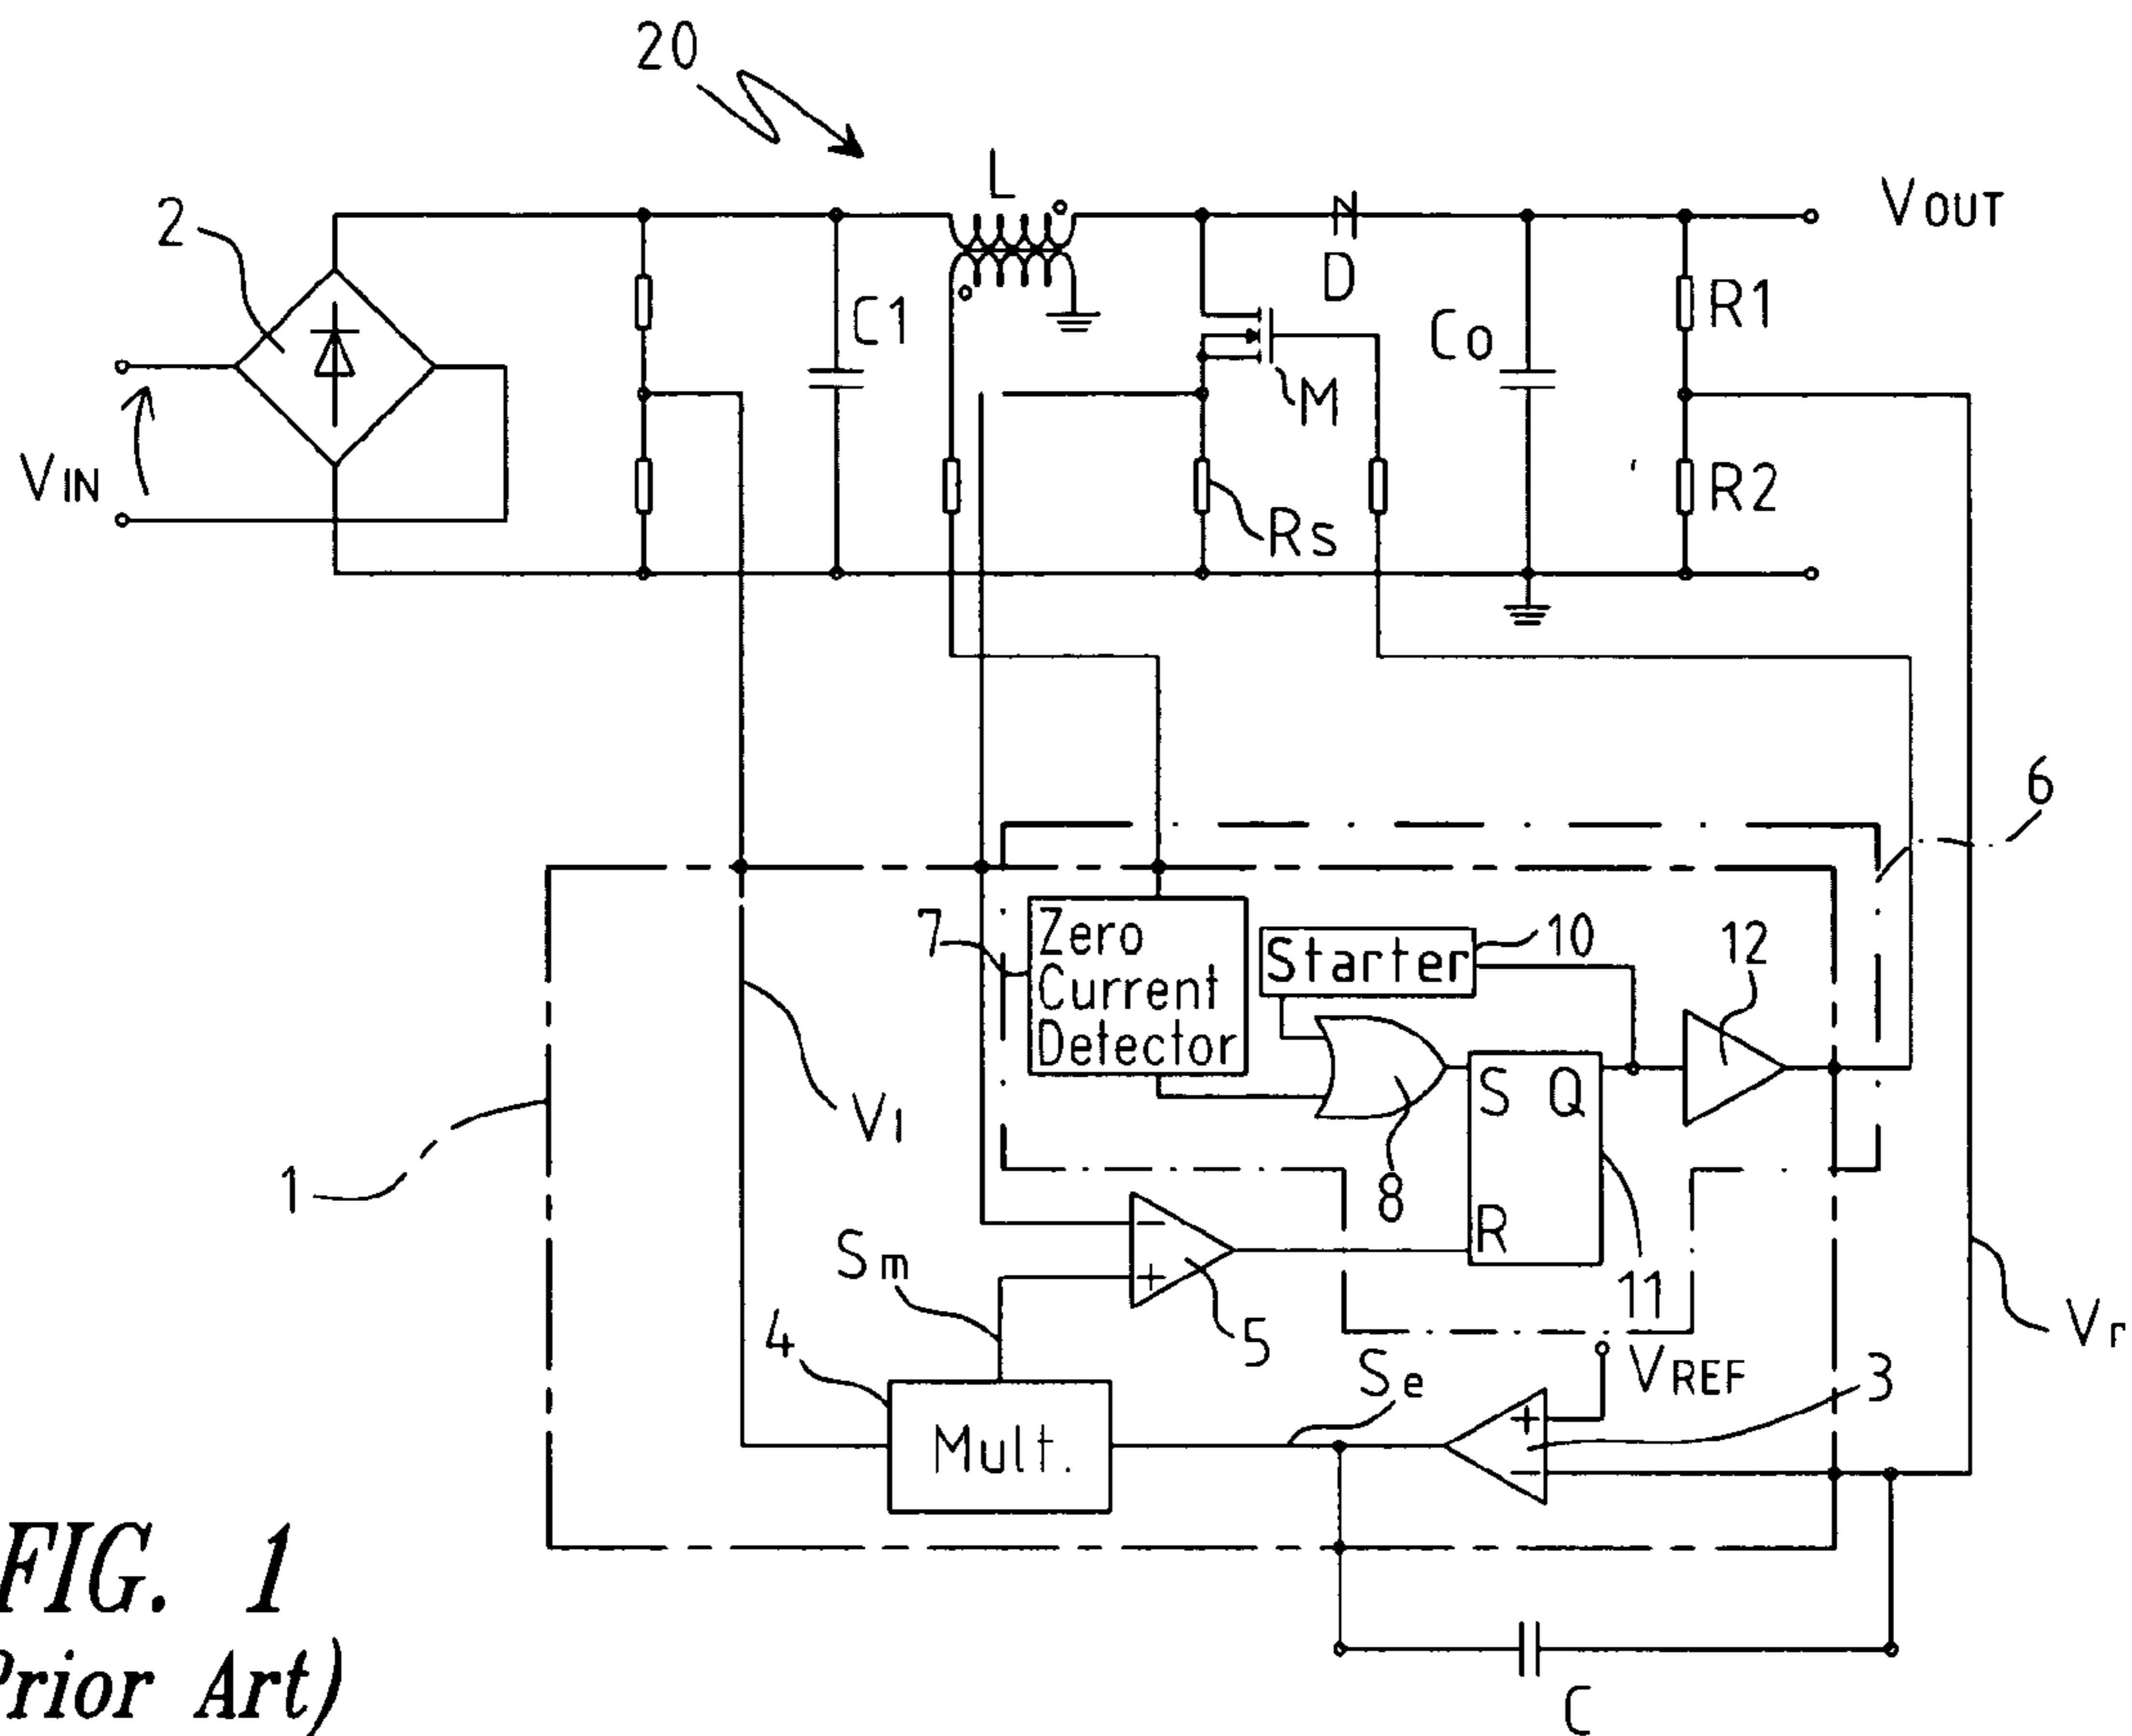 20
L
2
VOUT
C1
D
R1
Co
M
VIN
R2
Rs
6
7
Zero
Current
Detector
Starter
10
12
S Q
V1
1
8
R
Sm
11
5
Vr
4
Se
VREF
3
Mult.
FIG. 1
Prior Art)
C